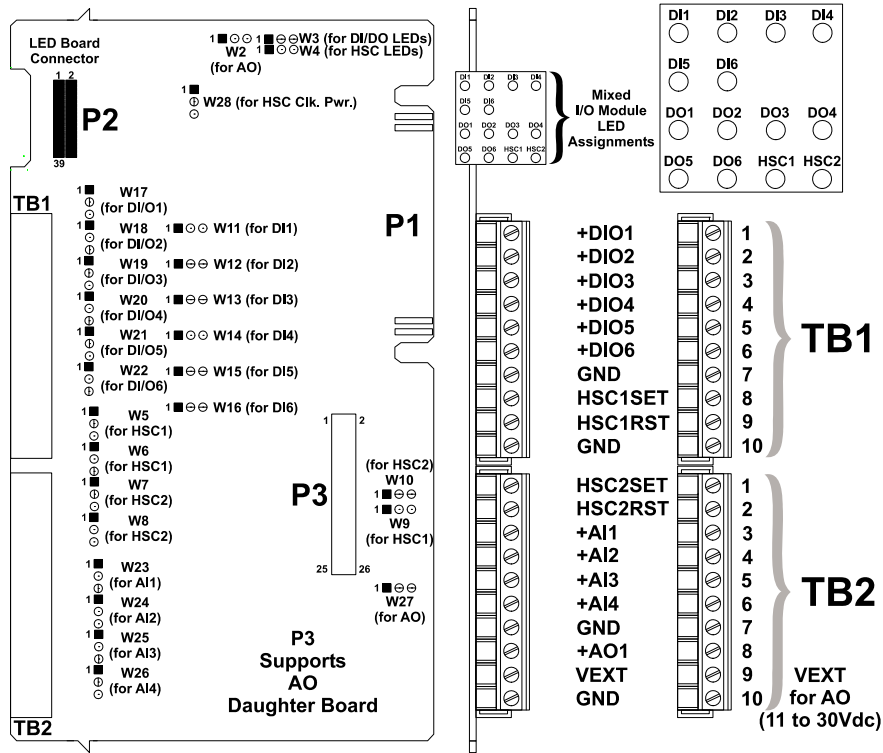 LED Board
Connector
1 2
P2
39
1
W2
(for AO)
1 W3 (for DI/DO LEDs)
1 W4 (for HSC LEDs)
1
W28 (for HSC Clk. Pwr.)
TB1
P1
1 W17
(for DI/O1)
1 W18
(for DI/O2)
1 W11 (for DI1)
1 W19
(for DI/O3)
1 W12 (for DI2)
1 W20
(for DI/O4)
1 W13 (for DI3)
1 W21
(for DI/O5)
1 W14 (for DI4)
1 W22
(for DI/O6)
1 W15 (for DI5)
1 W16 (for DI6)
1 W5
(for HSC1)
1 W6
(for HSC1)
1 W7
(for HSC2)
1 W8
(for HSC2)
1 W23
(for AI1)
1 W24
(for AI2)
1 W25
(for AI3)
1 W26
(for AI4)
1 2
P3
25 26
(for HSC2)
W10
1
1
W9
(for HSC1)
1
W27
(for AO)
P3
Supports
AO
Daughter Board
TB2
DI1 DI2 DI3 DI4
DI5 DI6
DO1 DO2 DO3 DO4
DO5 DO6 HSC1 HSC2
Mixed
I/O Module
LED
Assignments
DI1 DI2 DI3 DI4
DI5 DI6
DO1 DO2 DO3 DO4
DO5 DO6 HSC1 HSC2
+DIO1 1
+DIO2 2
+DIO3 3
+DIO4 4
+DIO5 5
+DIO6 6
GND 7
HSC1SET 8
HSC1RST 9
GND 10
TB1
HSC2SET 1
HSC2RST 2
+AI1 3
+AI2 4
+AI3 5
+AI4 6
GND 7
+AO1 8
VEXT 9
GND 10
TB2
VEXT
for AO
(11 to 30Vdc)